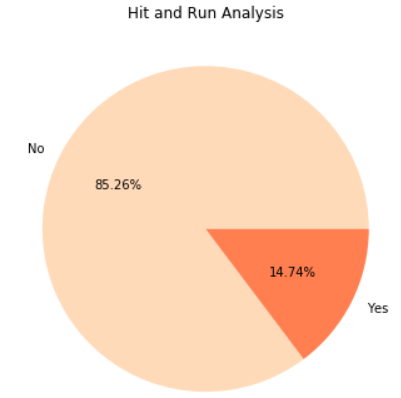 Hit and Run Analysis
No
85.26%
14.74%
Yes